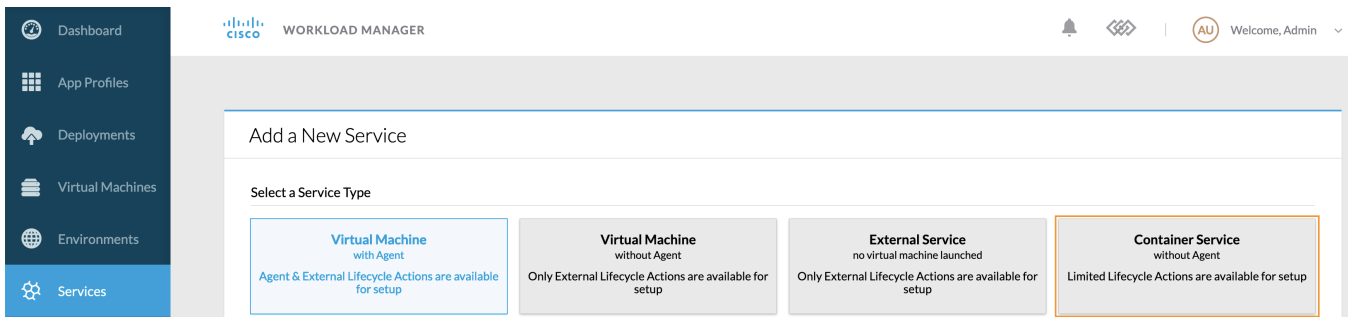 Dashboard
CISCO WORKLOAD MANAGER
AU Welcome, Admin
App Profiles
Deployments
Virtual Machines
Environments
Services
Add a New Service
Select a Service Type
Virtual Machine
with Agent
Agent & External Lifecycle Actions are available
for setup
Virtual Machine
without Agent
Only External Lifecycle Actions are available for
setup
External Service
no virtual machine launched
Only External Lifecycle Actions are available for
setup
Container Service
without Agent
Limited Lifecycle Actions are available for setup